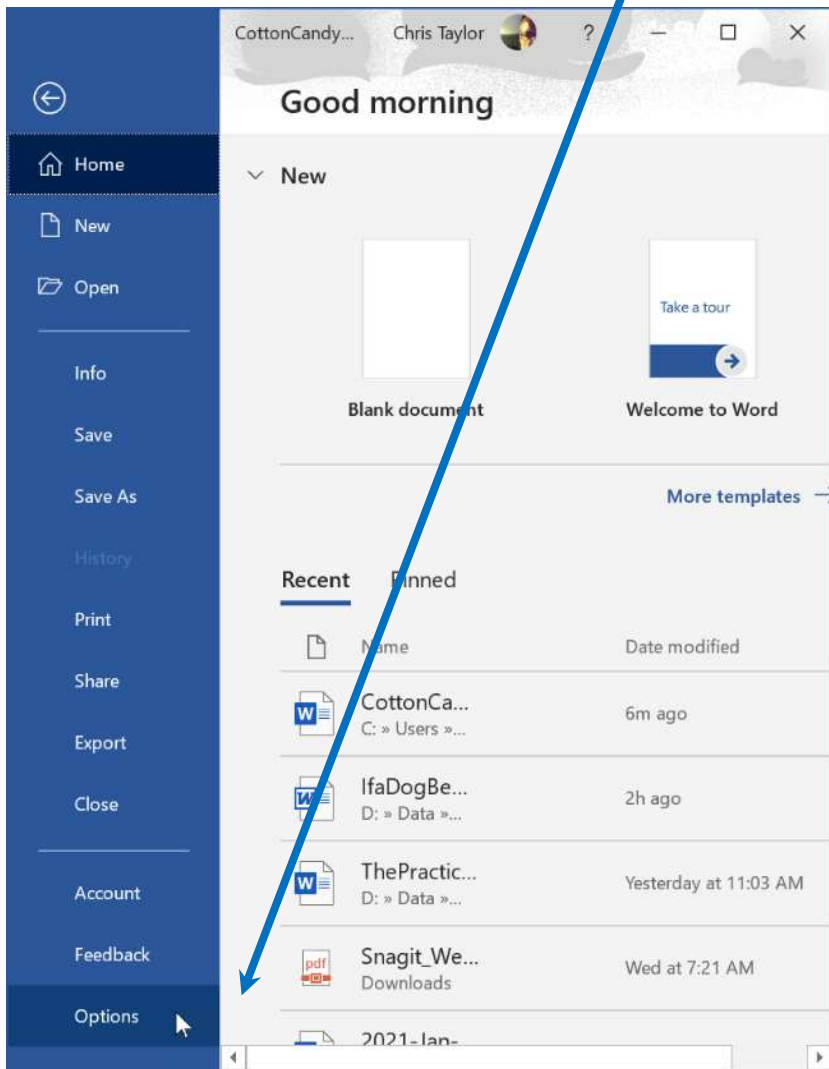 CottonCandy... Chris Taylor ?
Good morning
Home
New
Open
Info
Save
Save As
History
Print
Share
Export
Close
Account
Feedback
Options
New
Take a tour
Blank document Welcome to Word
More templates
Recent Pinned
Name Date modified
CottonCa... 6m ago
C: » Users »...
IfaDogBe... 2h ago
D: » Data »...
ThePractic... Yesterday at 11:03 AM
D: » Data »...
pdf
Snagit_We... Wed at 7:21 AM
Downloads
2021-Jan-